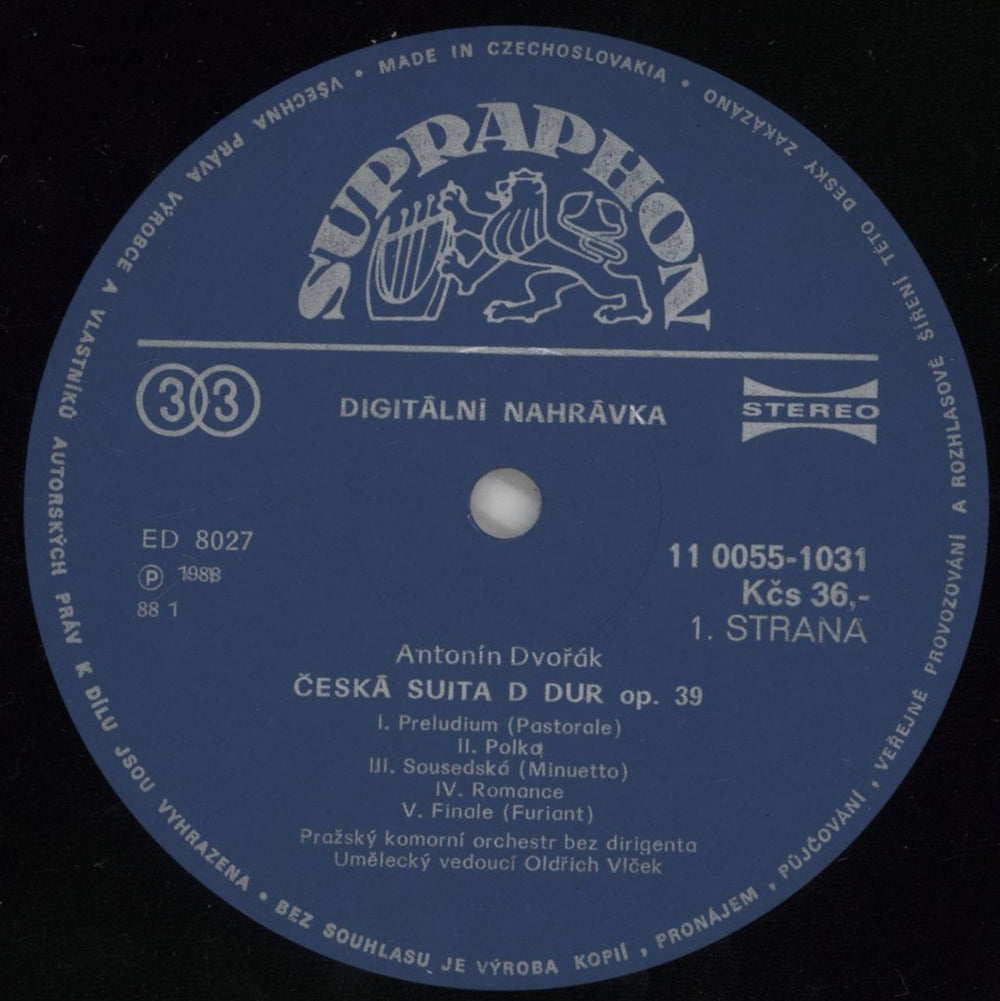 • MADE IN CZECHOSLOVAKIA •
VŠECHNA PRÁVA VÝROBCE A VLASTNÍKŮ AUTORSKÝCH PRÁV K DÍLU JSOU VYHRAZENA • BEZ SOUHLASU JE VÝROBA KOPIÍ, PRONÁJEM, PŮJČOVÁNÍ, VEŘEJNÉ PROVOZOVÁNÍ A ROZHLASOVÉ ŠÍŘENÍ TÉTO DESKY ZAKÁZÁNO
SUPRAPHON
33
DIGITÁLNÍ NAHRÁVKA
STEREO
ED 8027
Ⓟ 1988
88 1
11 0055-1031
Kčs 36,-
1. STRANA
Antonín Dvořák
ČESKÁ SUITA D DUR op. 39
I. Preludium (Pastorale)
II. Polka
III. Sousedská (Minuetto)
IV. Romance
V. Finale (Furiant)
Pražský komorní orchestr bez dirigenta
Umělecký vedoucí Oldřich Vlček